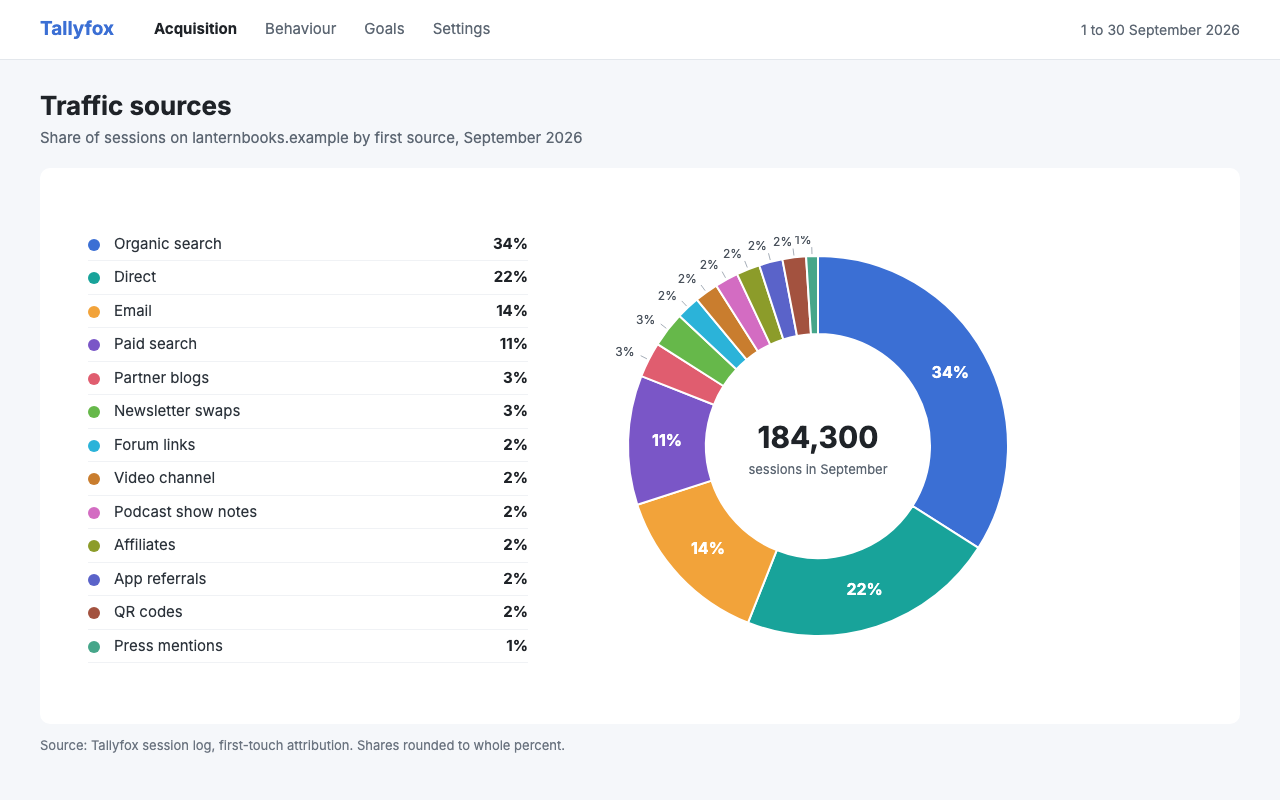 Tallyfox Acquisition Behaviour Goals Settings 1 to 30 September 2026
Traffic sources
Share of sessions on lanternbooks.example by first source, September 2026
Organic search 34%
Direct 22%
Email 14%
Paid search 11%
Partner blogs 3%
Newsletter swaps 3%
Forum links 2%
Video channel 2%
Podcast show notes 2%
Affiliates 2%
App referrals 2%
QR codes 2%
Press mentions 1%
34%
22%
14%
11%
3%
3%
2%
2%
2%
2%
2%
2%
1%
184,300
sessions in September
Source: Tallyfox session log, first-touch attribution. Shares rounded to whole percent.